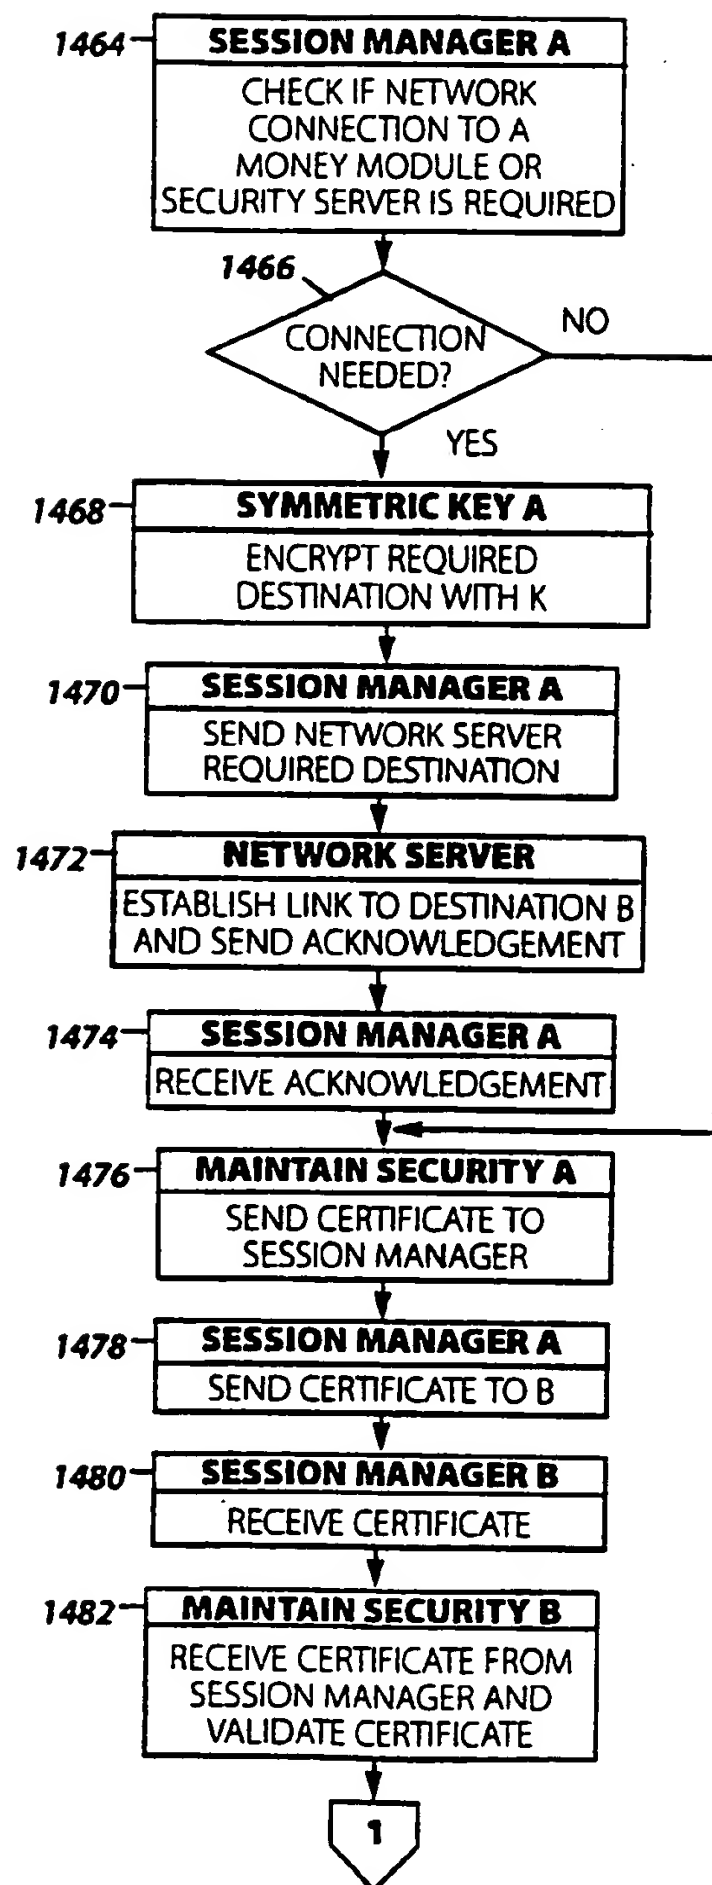 1464
SESSION MANAGER A
CHECK IF NETWORK
CONNECTION TO A
MONEY MODULE OR
SECURITY SERVER IS REQUIRED
1466
CONNECTION
NEEDED?
NO
YES
1468
SYMMETRIC KEY A
ENCRYPT REQUIRED
DESTINATION WITH K
1470
SESSION MANAGER A
SEND NETWORK SERVER
REQUIRED DESTINATION
1472
NETWORK SERVER
ESTABLISH LINK TO DESTINATION B
AND SEND ACKNOWLEDGEMENT
1474
SESSION MANAGER A
RECEIVE ACKNOWLEDGEMENT
1476
MAINTAIN SECURITY A
SEND CERTIFICATE TO
SESSION MANAGER
1478
SESSION MANAGER A
SEND CERTIFICATE TO B
1480
SESSION MANAGER B
RECEIVE CERTIFICATE
1482
MAINTAIN SECURITY B
RECEIVE CERTIFICATE FROM
SESSION MANAGER AND
VALIDATE CERTIFICATE
1